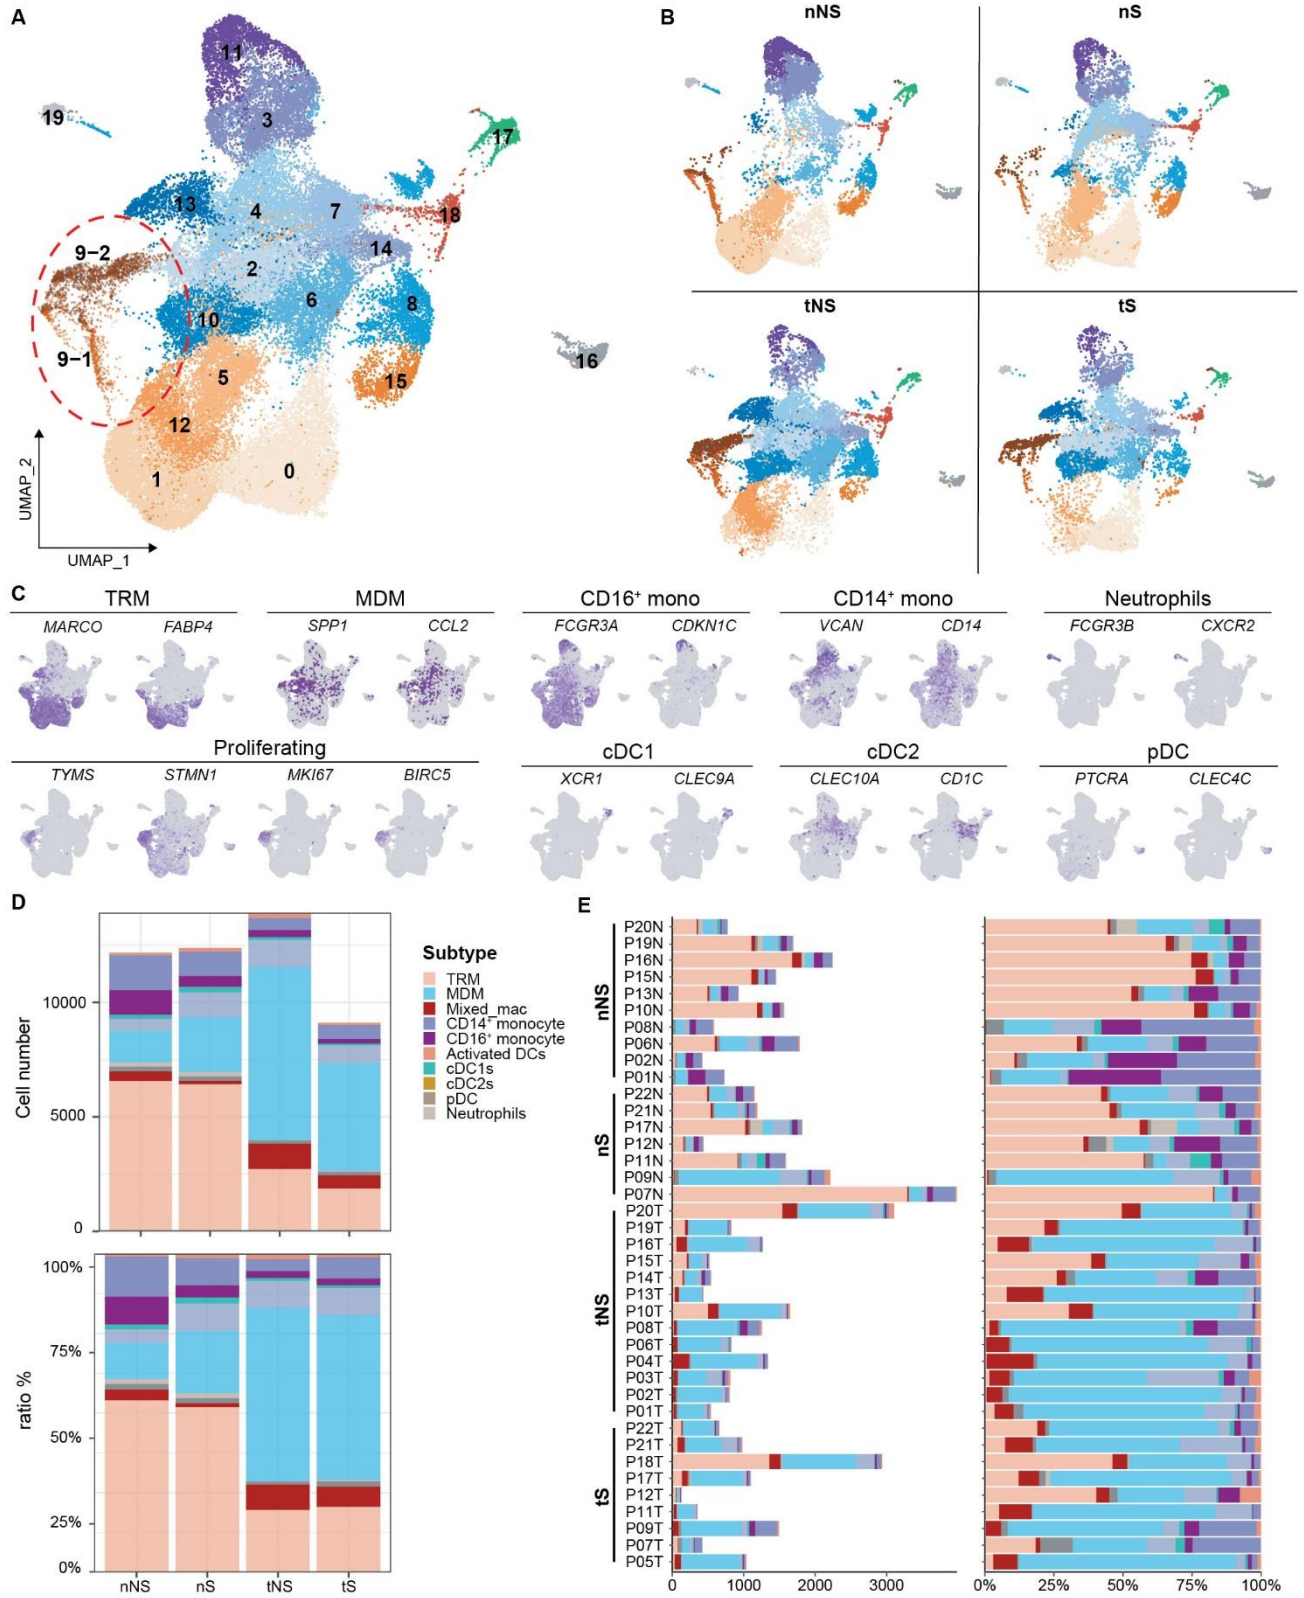 A
11
3
19
17
13
4
7
18
14
9−2
2
6
8
10
9−1
5
15
16
12
1
0
UMAP_2
UMAP_1
B
nNS
nS
tNS
tS
C
TRM
MDM
CD16⁺ mono
CD14⁺ mono
Neutrophils
MARCO
FABP4
SPP1
CCL2
FCGR3A
CDKN1C
VCAN
CD14
FCGR3B
CXCR2
Proliferating
cDC1
cDC2
pDC
TYMS
STMN1
MKI67
BIRC5
XCR1
CLEC9A
CLEC10A
CD1C
PTCRA
CLEC4C
D
Cell number
10000
5000
0
ratio %
100%
75%
50%
25%
0%
nNS
nS
tNS
tS
Subtype
TRM
MDM
Mixed_mac
CD14⁺ monocyte
CD16⁺ monocyte
Activated DCs
cDC1s
cDC2s
pDC
Neutrophils
E
nNS
P20N
P19N
P16N
P15N
P13N
P10N
P08N
P06N
P02N
P01N
nS
P22N
P21N
P17N
P12N
P11N
P09N
P07N
tNS
P20T
P19T
P16T
P15T
P14T
P13T
P10T
P08T
P06T
P04T
P03T
P02T
P01T
tS
P22T
P21T
P18T
P17T
P12T
P11T
P09T
P07T
P05T
0
1000
2000
3000
0%
25%
50%
75%
100%